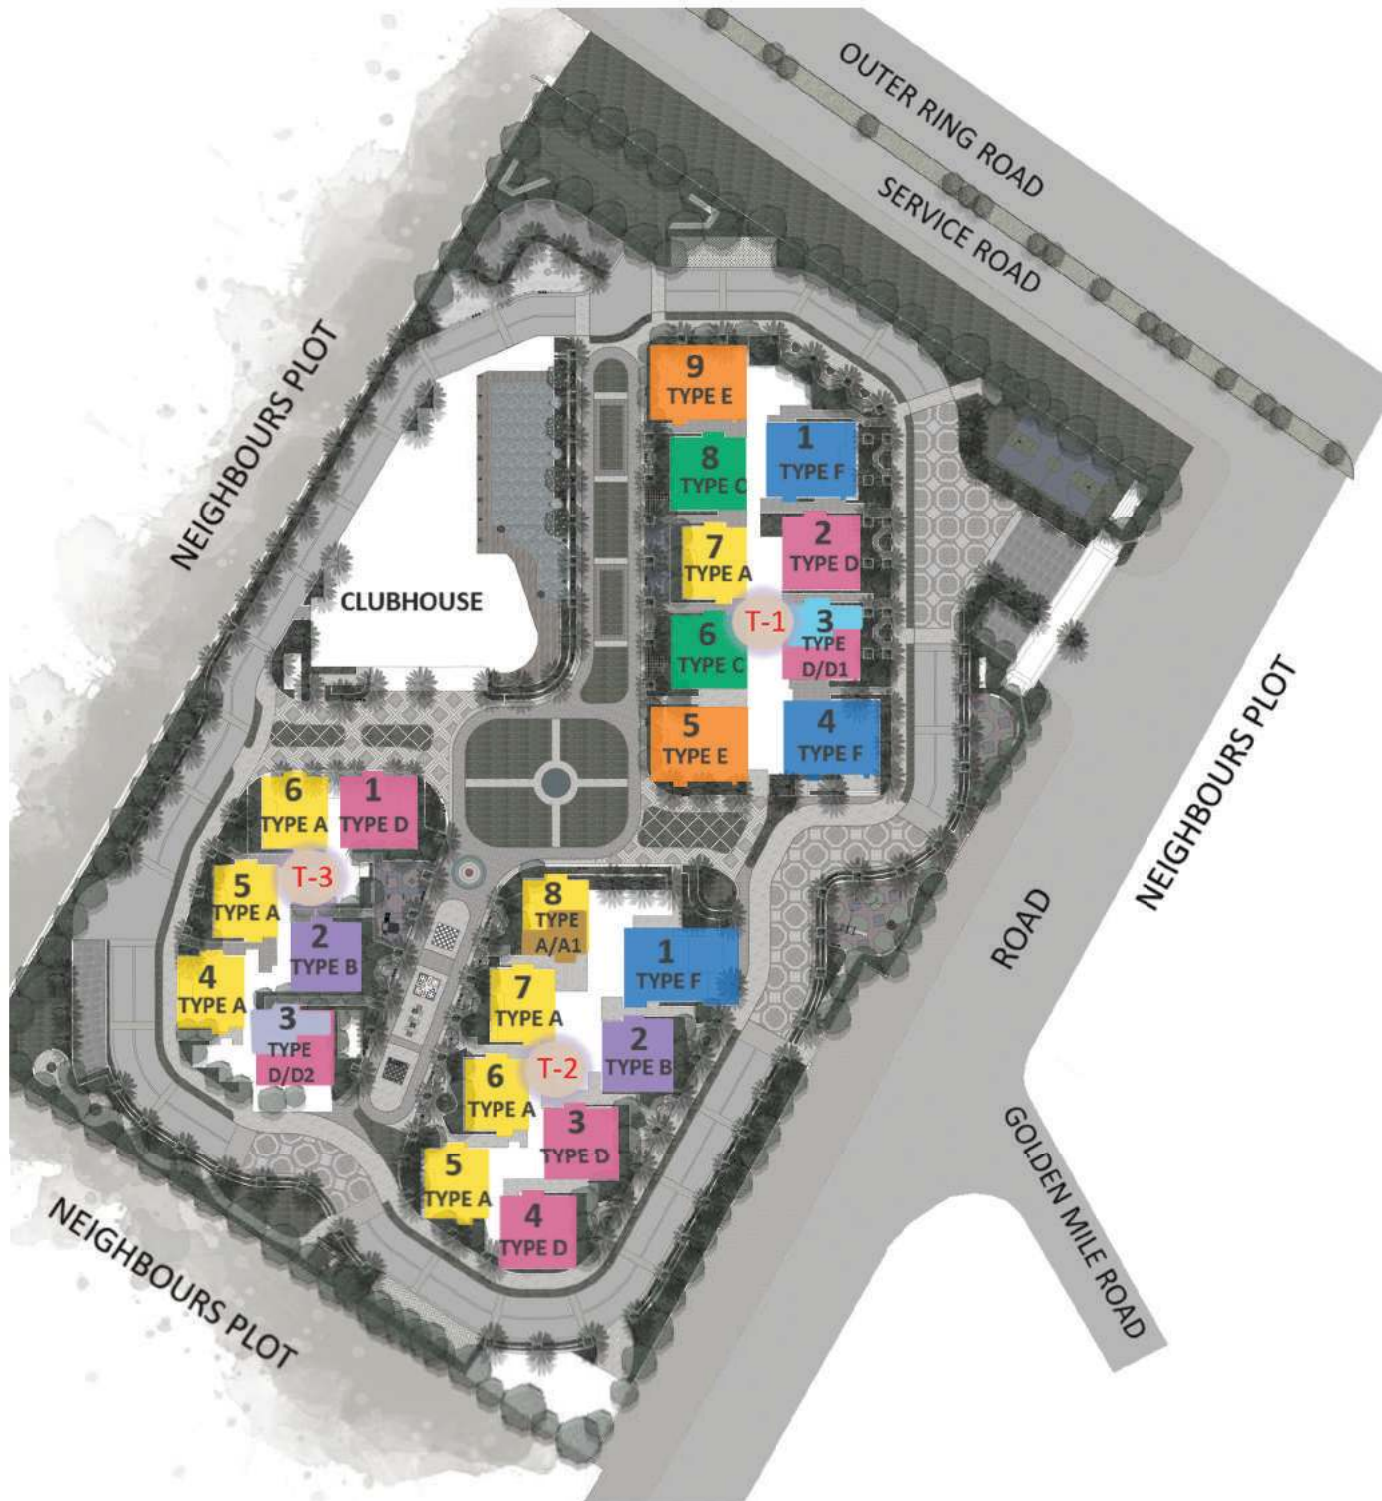 OUTER RING ROAD
SERVICE ROAD
NEIGHBOURS PLOT
9
TYPE E
1
TYPE F
8
TYPE C
2
TYPE D
7
TYPE A
T-1
3
TYPE
D/D1
6
TYPE C
CLUBHOUSE
5
TYPE E
4
TYPE F
NEIGHBOURS PLOT
6
TYPE A
1
TYPE D
T-3
5
TYPE A
2
TYPE B
4
TYPE A
3
TYPE
D/D2
8
TYPE
A/A1
1
TYPE F
7
TYPE A
2
TYPE B
T-2
6
TYPE A
3
TYPE D
5
TYPE A
4
TYPE D
ROAD
GOLDEN MILE ROAD
NEIGHBOURS PLOT